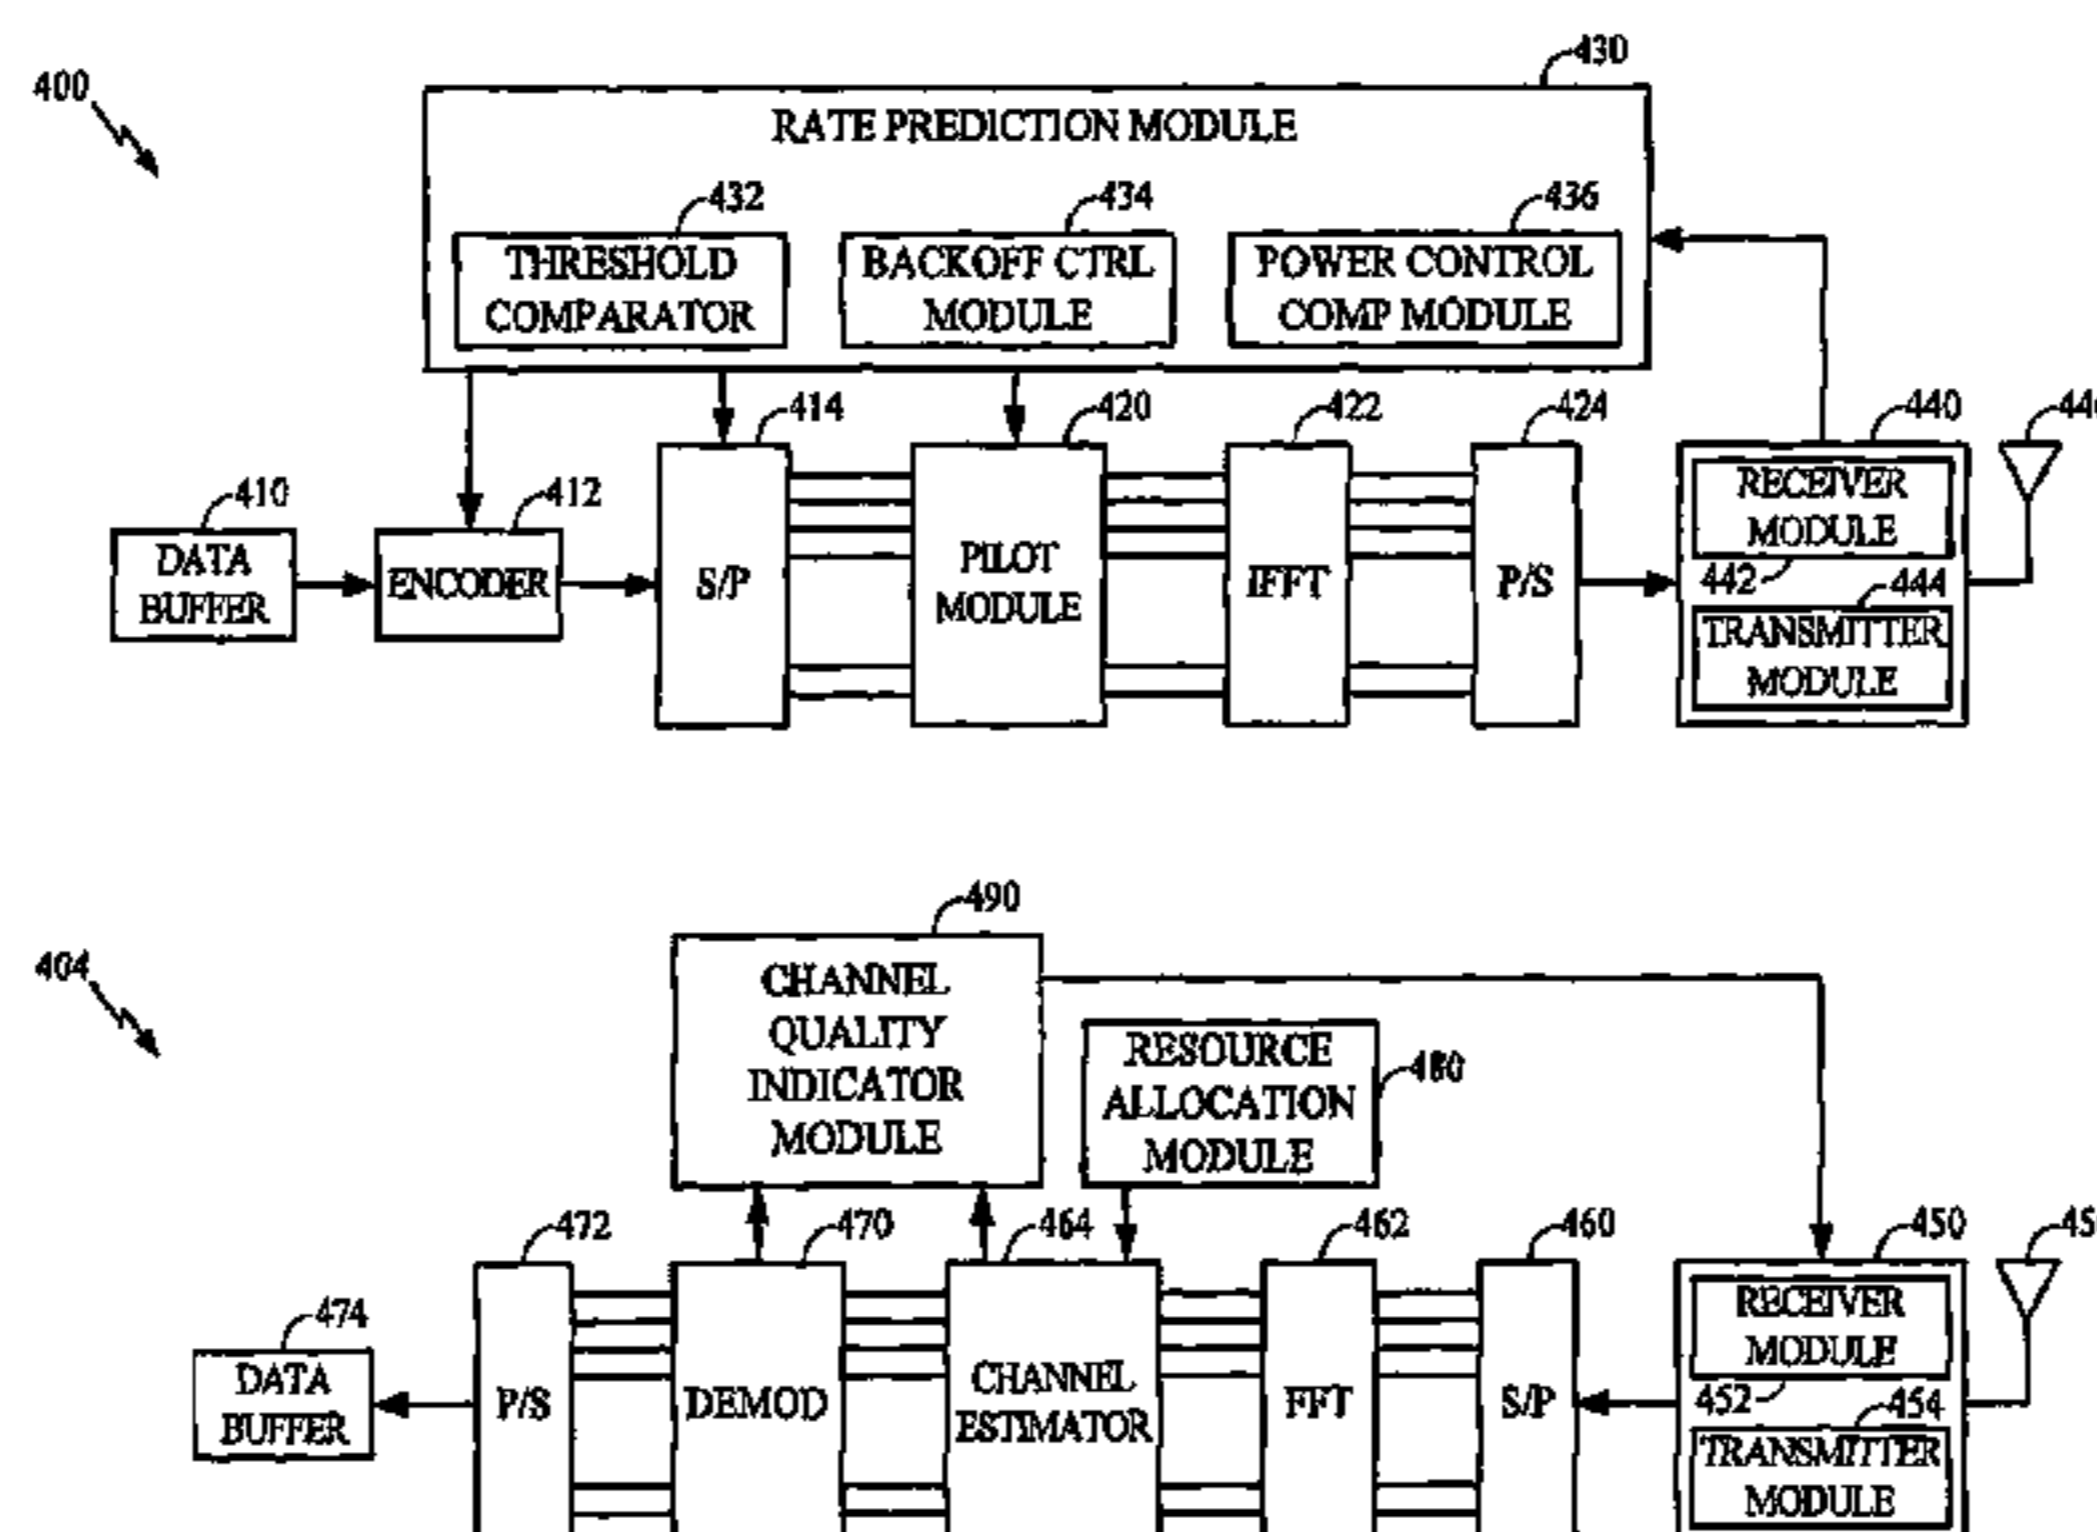 400
430
RATE PREDICTION MODULE
432
434
436
THRESHOLD
COMPARATOR
BACKOFF CTRL
MODULE
POWER CONTROL
COMP MODULE
414
420
422
424
440
410
412
DATA
BUFFER
ENCODER
S/P
PILOT
MODULE
IFFT
P/S
RECEIVER
MODULE
442
444
TRANSMITTER
MODULE
404
490
CHANNEL
QUALITY
INDICATOR
MODULE
RESOURCE
ALLOCATION
MODULE
480
472
470
464
462
460
450
474
DATA
BUFFER
P/S
DEMOD
CHANNEL
ESTIMATOR
FFT
S/P
RECEIVER
MODULE
452
454
TRANSMITTER
MODULE